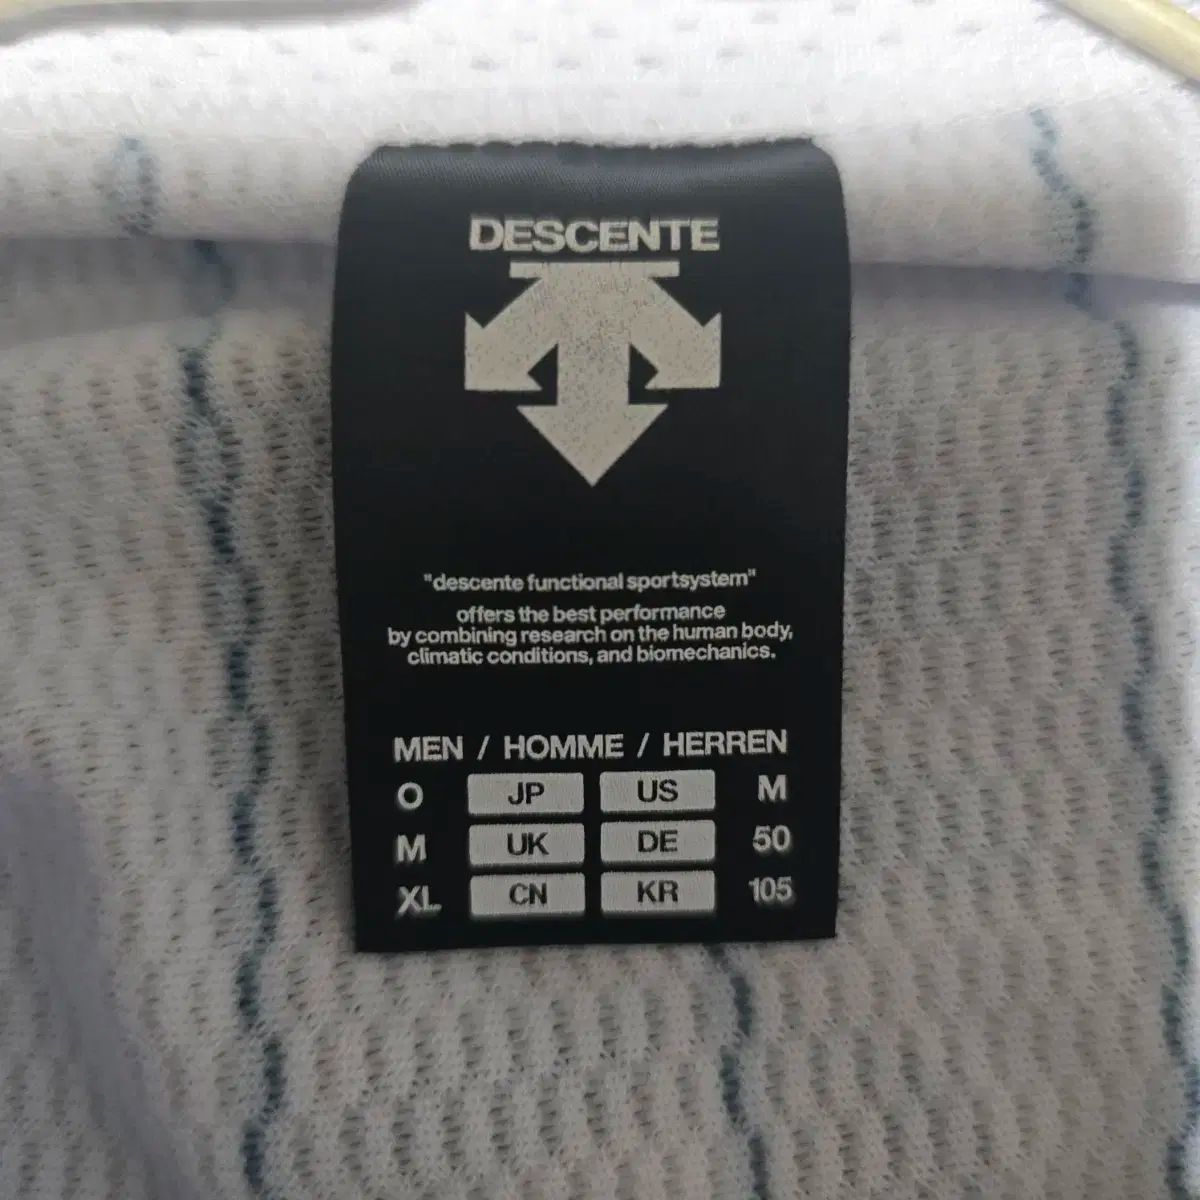 DESCENTE
"descente functional sportsystem"
offers the best performance
by combining research on the human body,
climatic conditions, and biomechanics.
MEN / HOMME / HERREN
O JP US M
M UK DE 50
XL CN KR 105